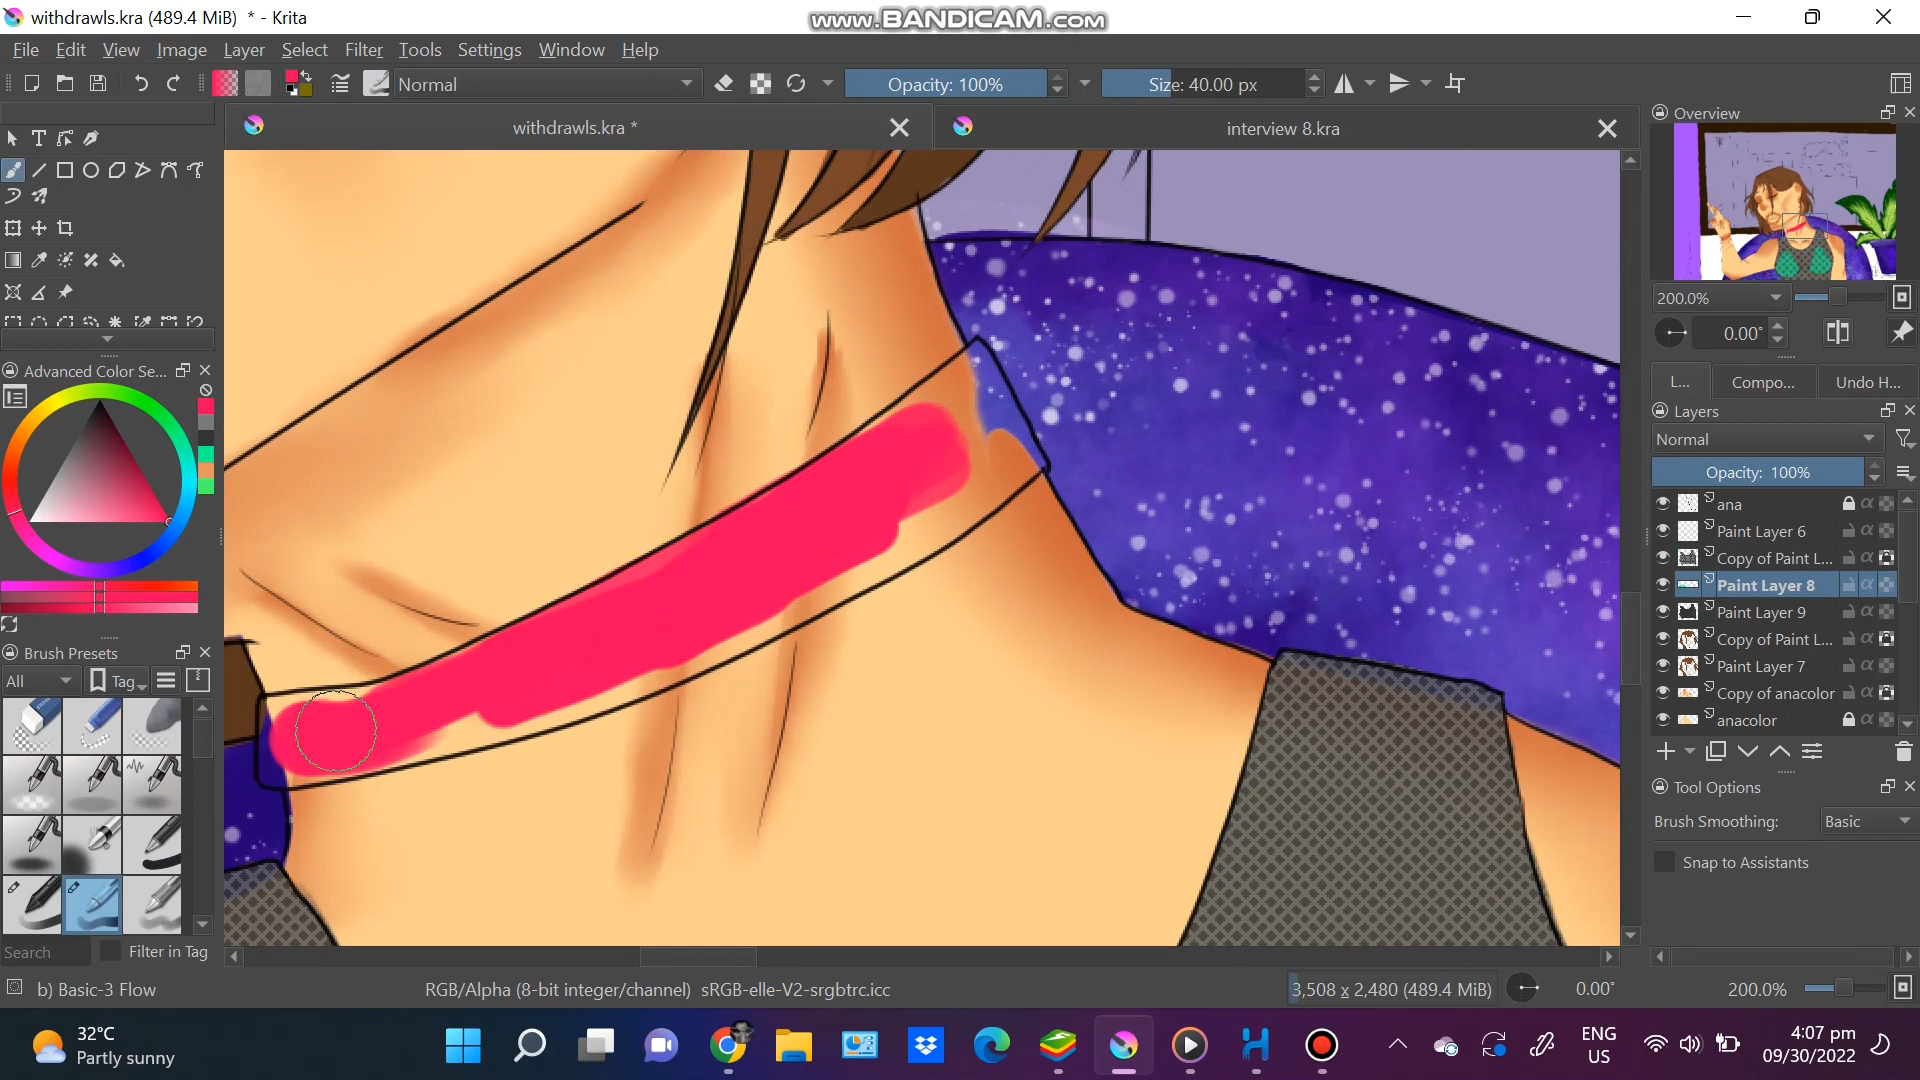 withdrawls.kra (489.4 MiB)  * - Krita
www.BANDICAM.com
File Edit View Image Layer Select Filter Tools Settings Window Help
Normal
Opacity: 100%
Size: 40.00 px
withdrawls.kra *
interview 8.kra
Overview
200.0%
0.00°
Advanced Color Se...
L...
Compo...
Undo H...
Layers
Normal
Opacity: 100%
ana
Paint Layer 6
Copy of Paint L...
Paint Layer 8
Paint Layer 9
Copy of Paint L...
Paint Layer 7
Copy of anacolor
anacolor
Brush Presets
All
Tag
Tool Options
Brush Smoothing:
Basic
Snap to Assistants
Search
Filter in Tag
b) Basic-3 Flow
RGB/Alpha (8-bit integer/channel)  sRGB-elle-V2-srgbtrc.icc
3,508 x 2,480 (489.4 MiB)
0.00°
200.0%
32°C
Partly sunny
ENG
US
4:07 pm
09/30/2022